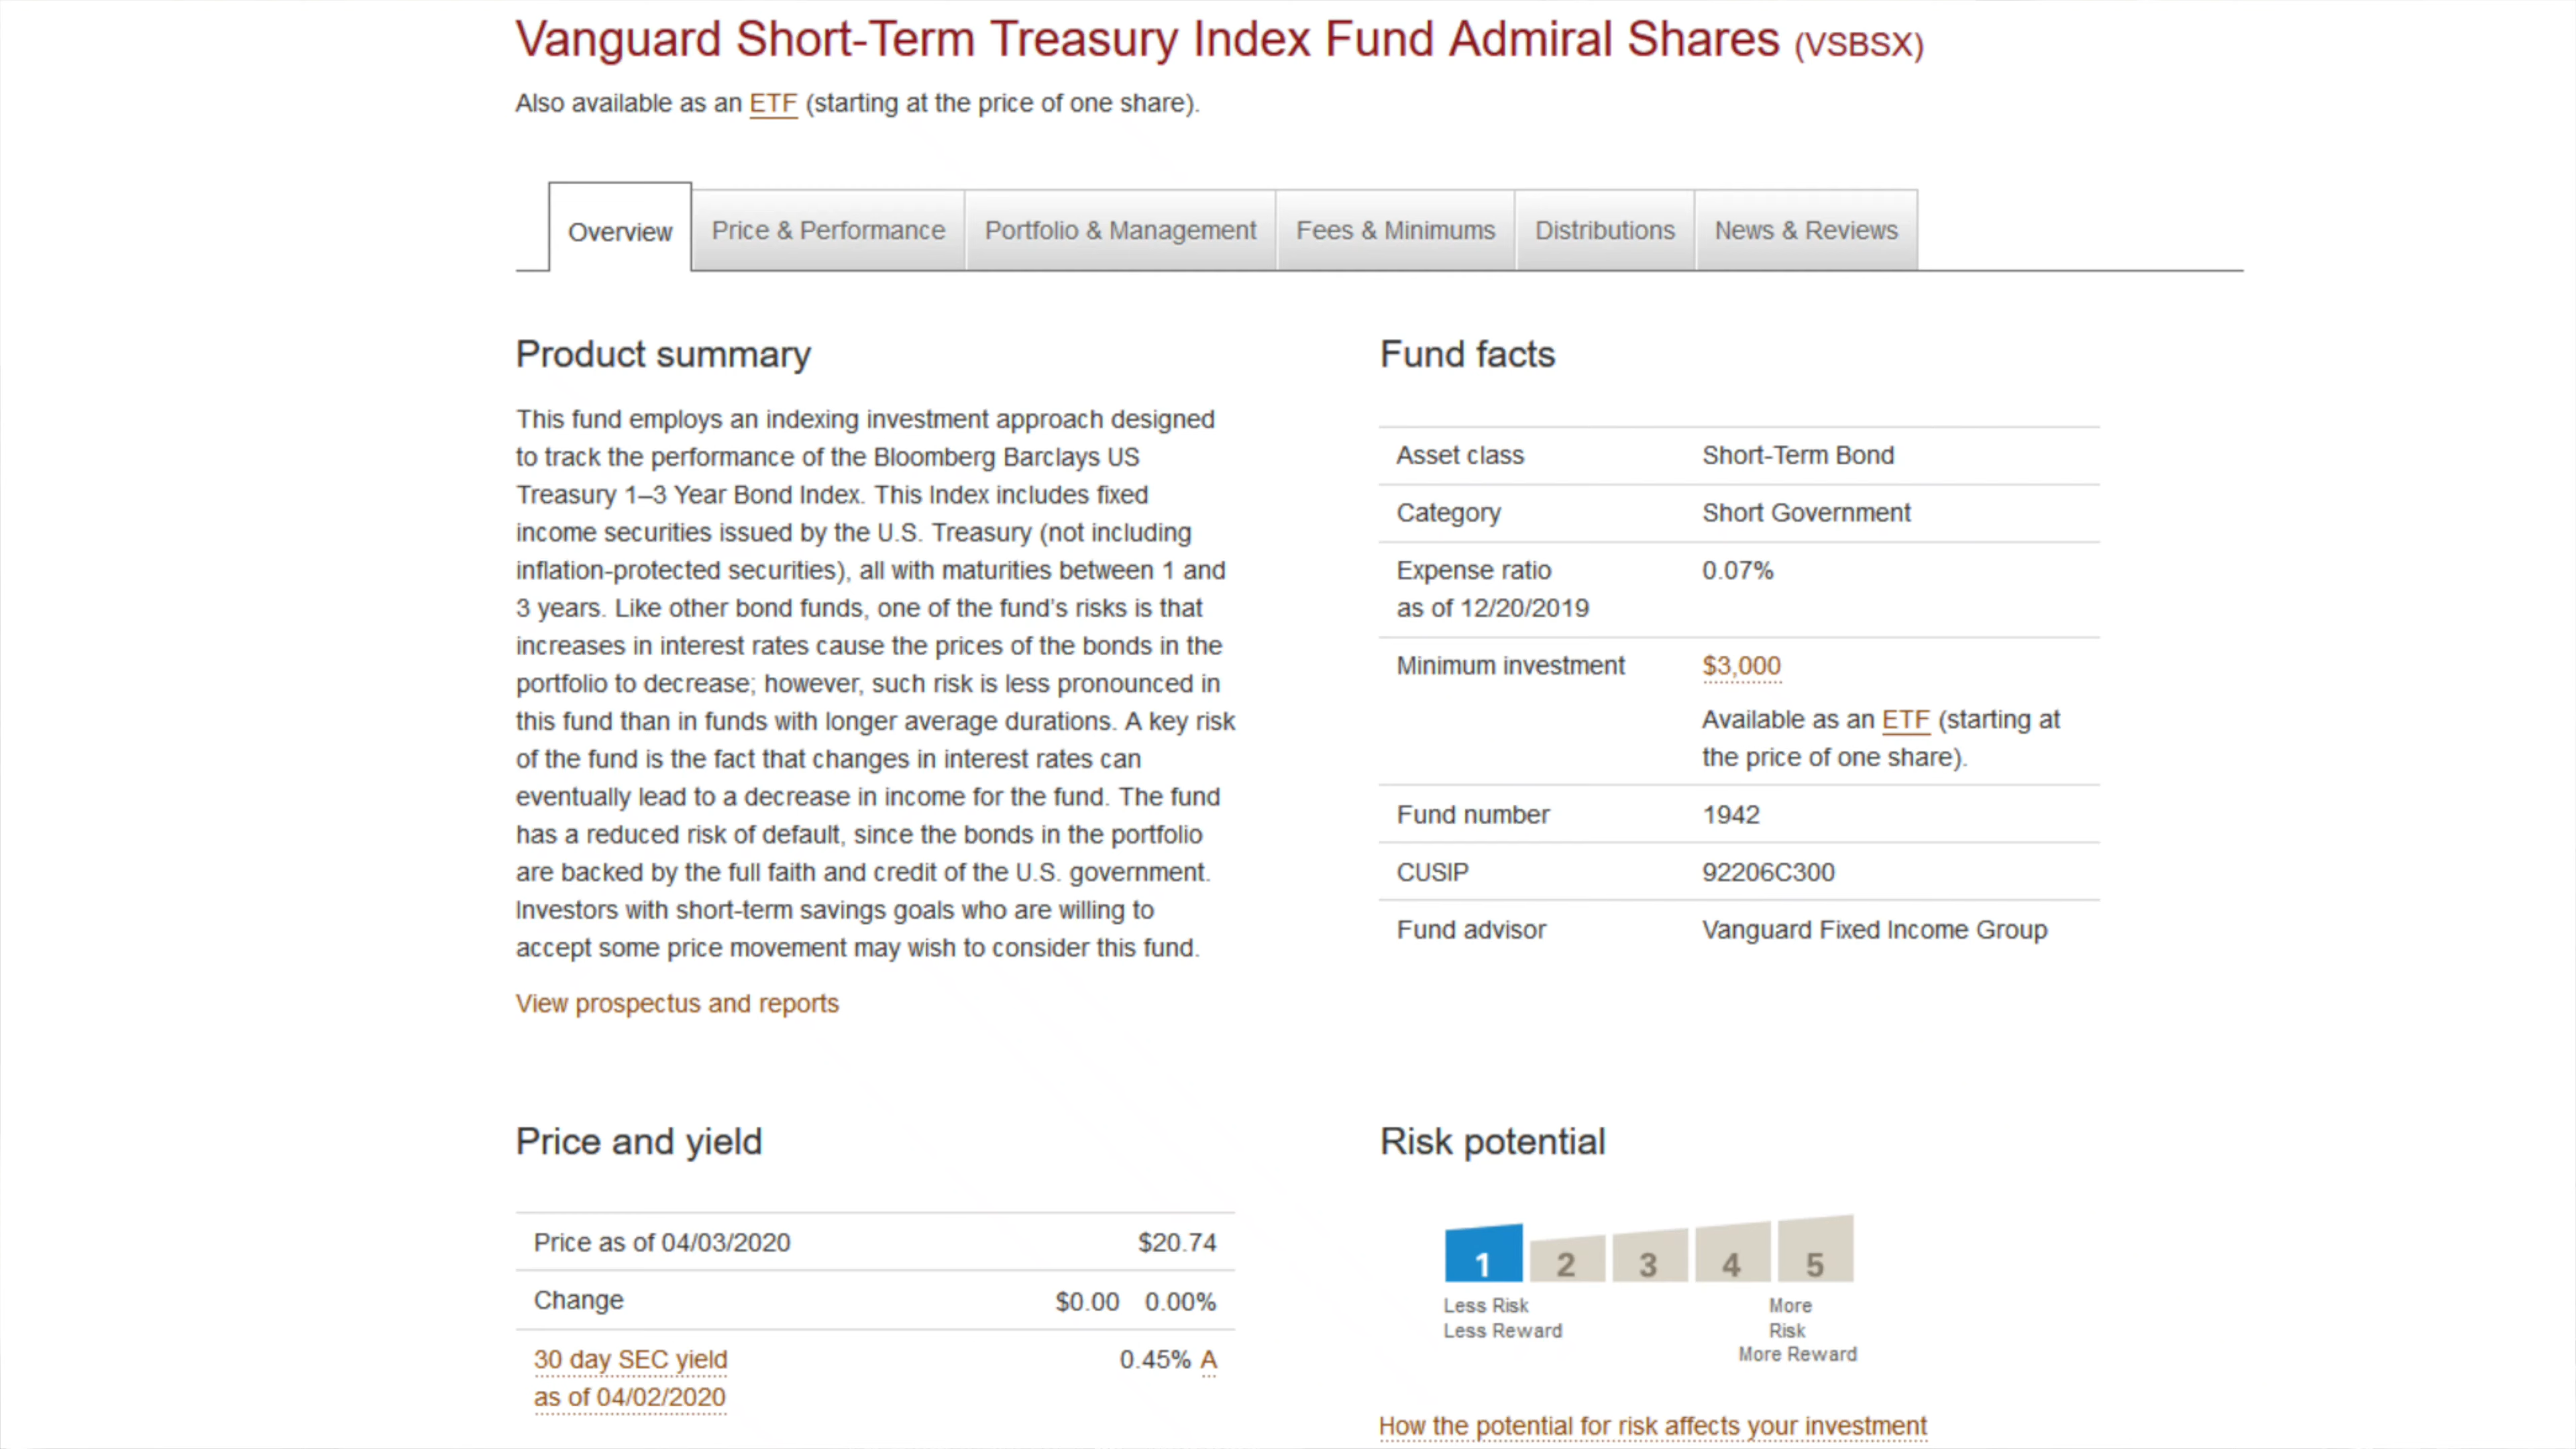 Vanguard Short-Term Treasury Index Fund Admiral Shares (VSBSX)
Also available as an ETF (starting at the price of one share).
Overview
Price & Performance
Portfolio & Management
Fees & Minimums
Distributions
News & Reviews
Product summary
This fund employs an indexing investment approach designed
to track the performance of the Bloomberg Barclays US
Treasury 1–3 Year Bond Index. This Index includes fixed
income securities issued by the U.S. Treasury (not including
inflation-protected securities), all with maturities between 1 and
3 years. Like other bond funds, one of the fund's risks is that
increases in interest rates cause the prices of the bonds in the
portfolio to decrease; however, such risk is less pronounced in
this fund than in funds with longer average durations. A key risk
of the fund is the fact that changes in interest rates can
eventually lead to a decrease in income for the fund. The fund
has a reduced risk of default, since the bonds in the portfolio
are backed by the full faith and credit of the U.S. government.
Investors with short-term savings goals who are willing to
accept some price movement may wish to consider this fund.
View prospectus and reports
Fund facts
Asset class Short-Term Bond
Category Short Government
Expense ratio 0.07%
as of 12/20/2019
Minimum investment $3,000
Available as an ETF (starting at
the price of one share).
Fund number 1942
CUSIP 92206C300
Fund advisor Vanguard Fixed Income Group
Price and yield
Price as of 04/03/2020 $20.74
Change $0.00 0.00%
30 day SEC yield 0.45% A
as of 04/02/2020
Risk potential
1 2 3 4 5
Less Risk
Less Reward
More
Risk
More Reward
How the potential for risk affects your investment